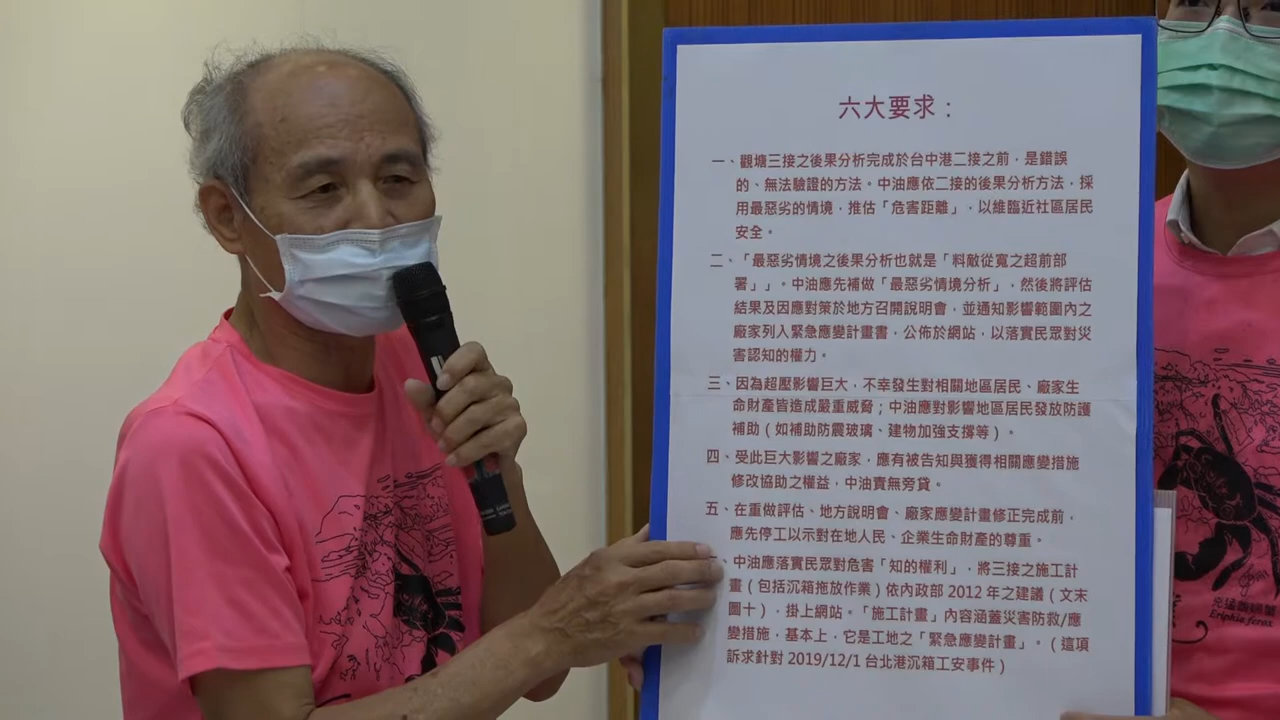 六大要求：
一、觀塘三接之後果分析完成於台中港二接之前，是錯誤
的、無法驗證的方法。中油應依二接的後果分析方法，採
用最惡劣的情境，推估「危害距離」，以維臨近社區居民
安全。
二、「最惡劣情境之後果分析也就是「料敵從寬之超前部
署」」。中油應先補做「最惡劣情境分析」，然後將評估
結果及因應對策於地方召開說明會，並通知影響範圍內之
廠家列入緊急應變計畫書，公佈於網站，以落實民眾對災
害認知的權力。
三、因為超壓影響巨大，不幸發生對相關地區居民、廠家生
命財產皆造成嚴重威脅；中油應對影響地區居民發放防護
補助（如補助防震玻璃、建物加強支撐等）。
四、受此巨大影響之廠家，應有被告知與獲得相關應變措施
修改協助之權益，中油責無旁貸。
五、在重做評估、地方說明會、廠家應變計畫修正完成前，
應先停工以示對在地人民、企業生命財產的尊重。
、中油應落實民眾對危害「知的權利」，將三接之施工計
畫（包括沉箱拖放作業）依內政部 2012 年之建議（文末
圖十），掛上網站。「施工計畫」內容涵蓋災害防救/應
變措施，基本上，它是工地之「緊急應變計畫」。（這項
訴求針對 2019/12/1 台北港沉箱工安事件）
Eriphia ferox